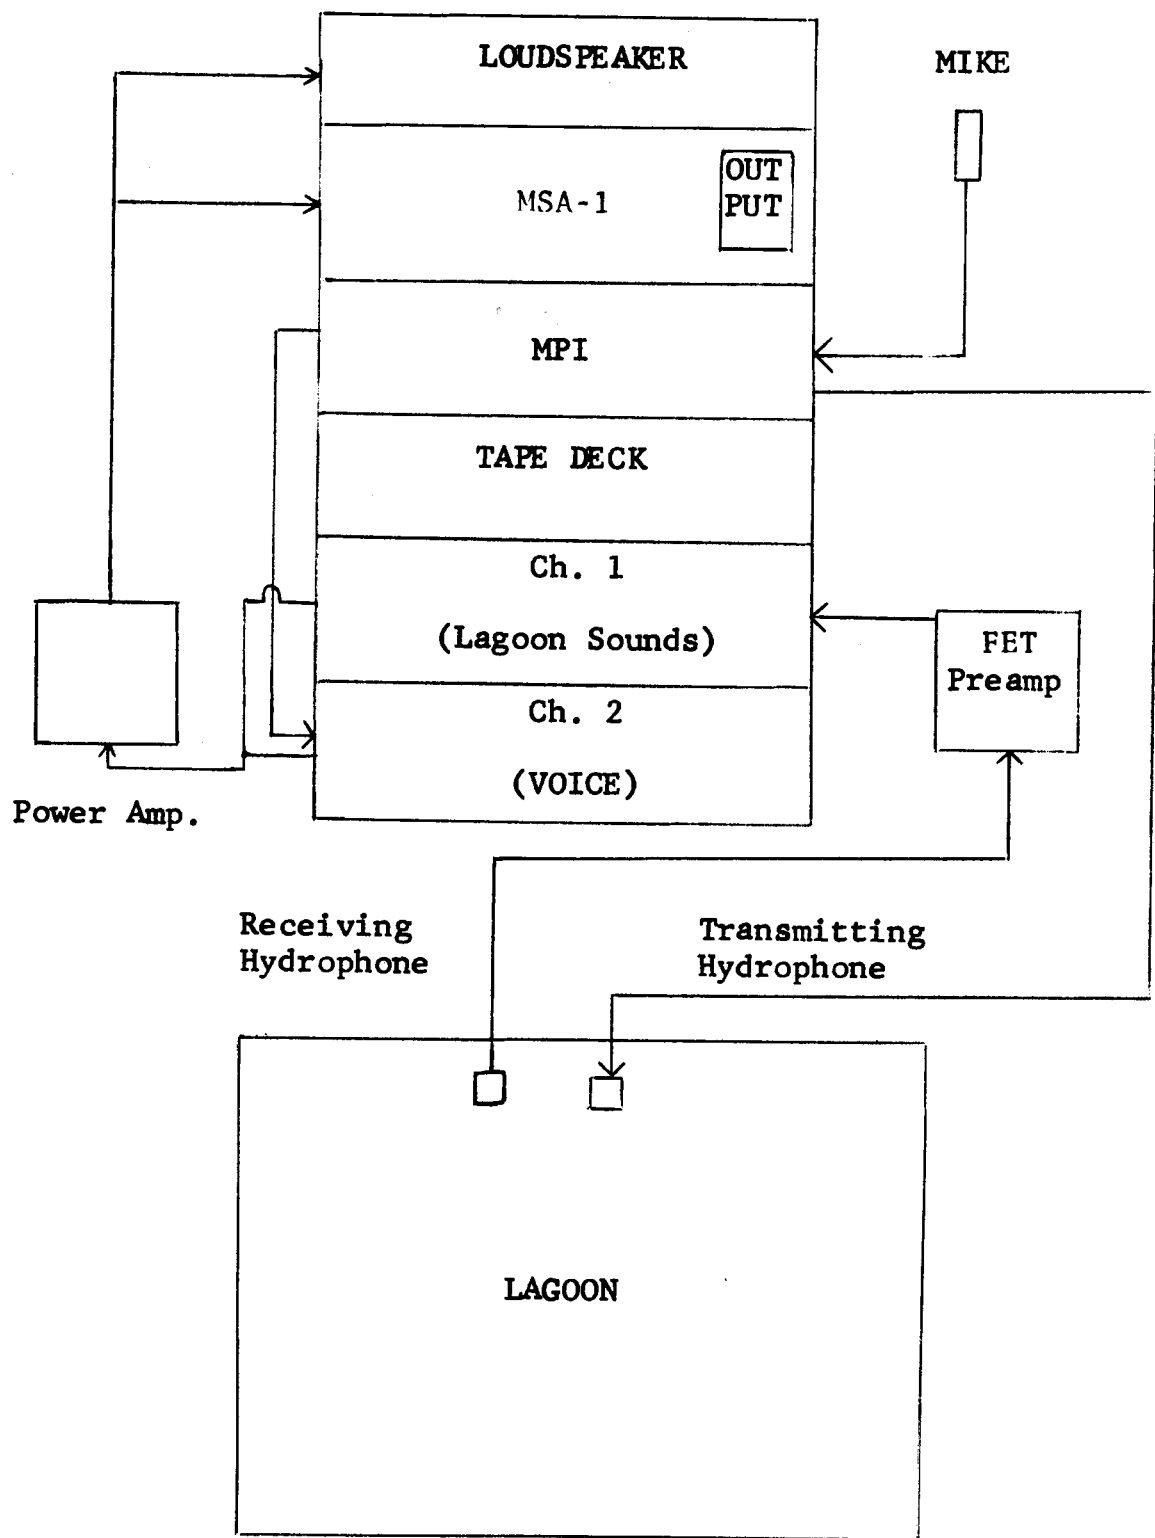 LOUDSPEAKER
MIKE
MSA-1
OUT
PUT
MPI
TAPE DECK
Ch. 1
(Lagoon Sounds)
FET
Preamp
Ch. 2
(VOICE)
Power Amp.
Receiving
Hydrophone
Transmitting
Hydrophone
LAGOON